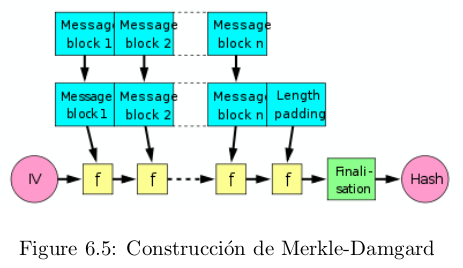 Message Message Message
block 1 block 2 block n
Message Message Message Length
block 1 block 2 block n padding
IV f f f f Finali- Hash
sation
Figure 6.5: Construcción de Merkle-Damgard